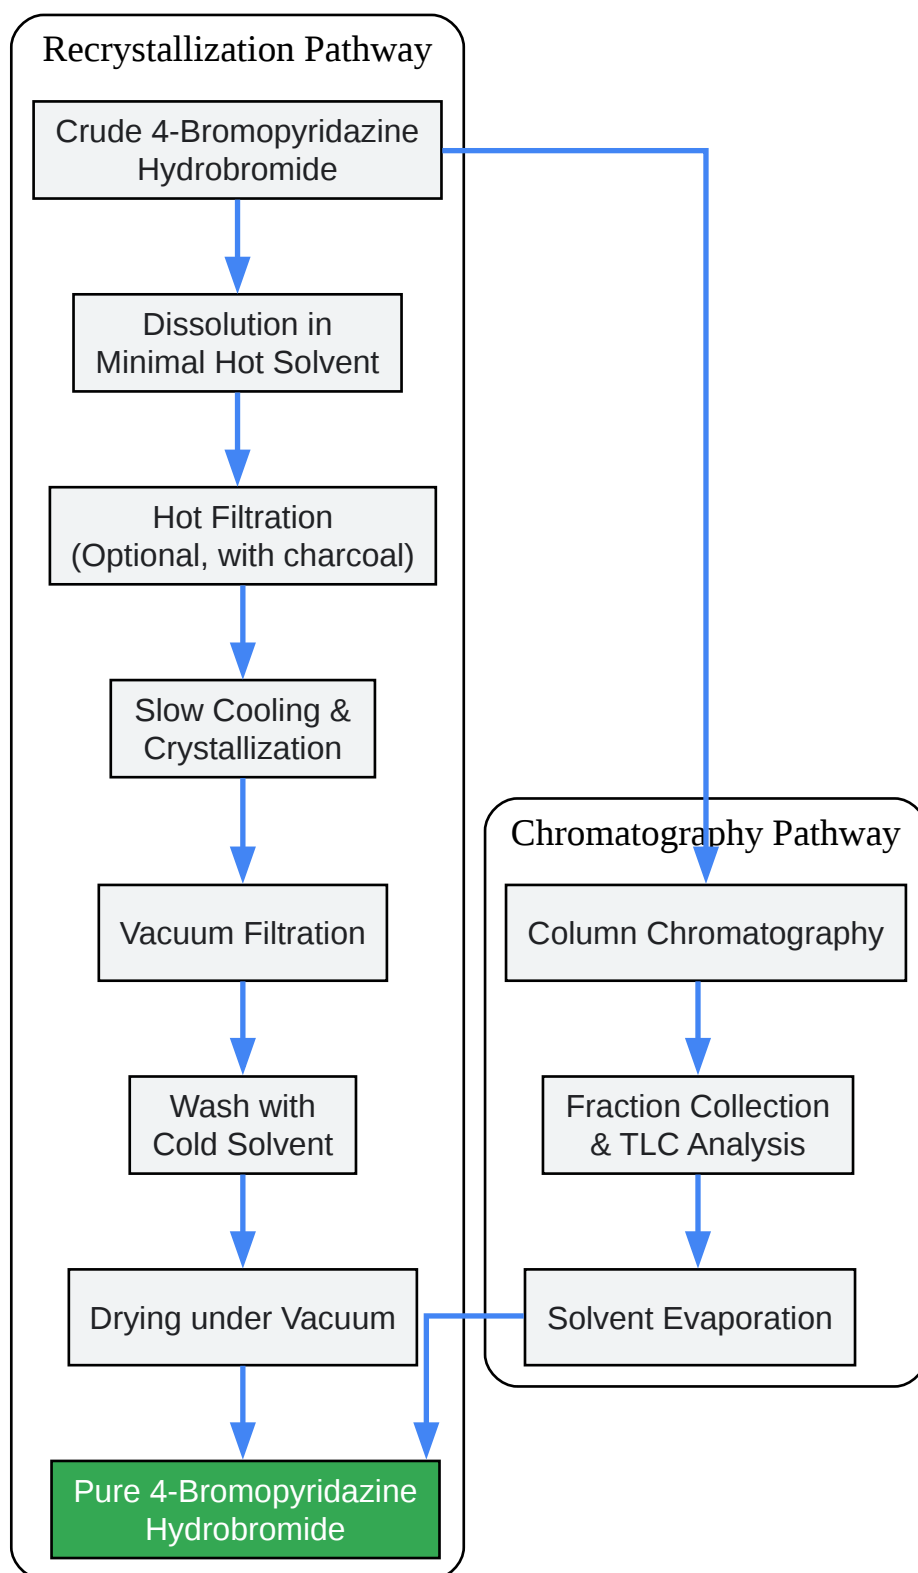 Recrystallization Pathway
Crude 4-Bromopyridazine
Hydrobromide
Dissolution in
Minimal Hot Solvent
Hot Filtration
(Optional, with charcoal)
Slow Cooling &
Crystallization
Vacuum Filtration
Wash with
Cold Solvent
Drying under Vacuum
Pure 4-Bromopyridazine
Hydrobromide
Chromatography Pathway
Column Chromatography
Fraction Collection
& TLC Analysis
Solvent Evaporation